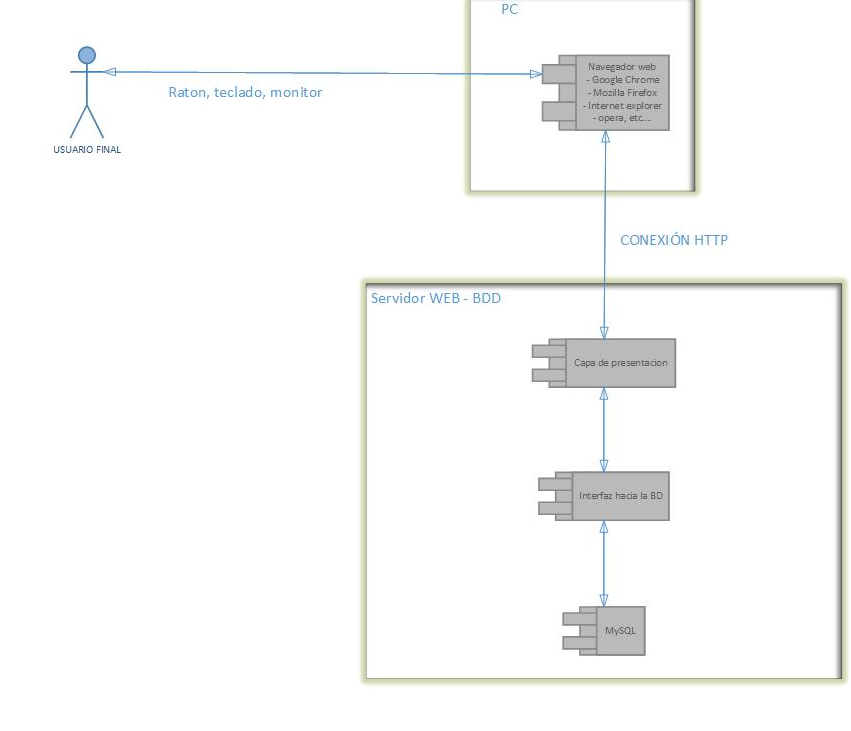 PC
Navegador web
- Google Chrome
- Mozilla Firefox
- Internet explorer
- opera, etc....
Raton, teclado, monitor
USUARIO FINAL
CONEXIÓN HTTP
Servidor WEB - BDD
Capa de presentacion
Interfaz hacia la BD
MySQL